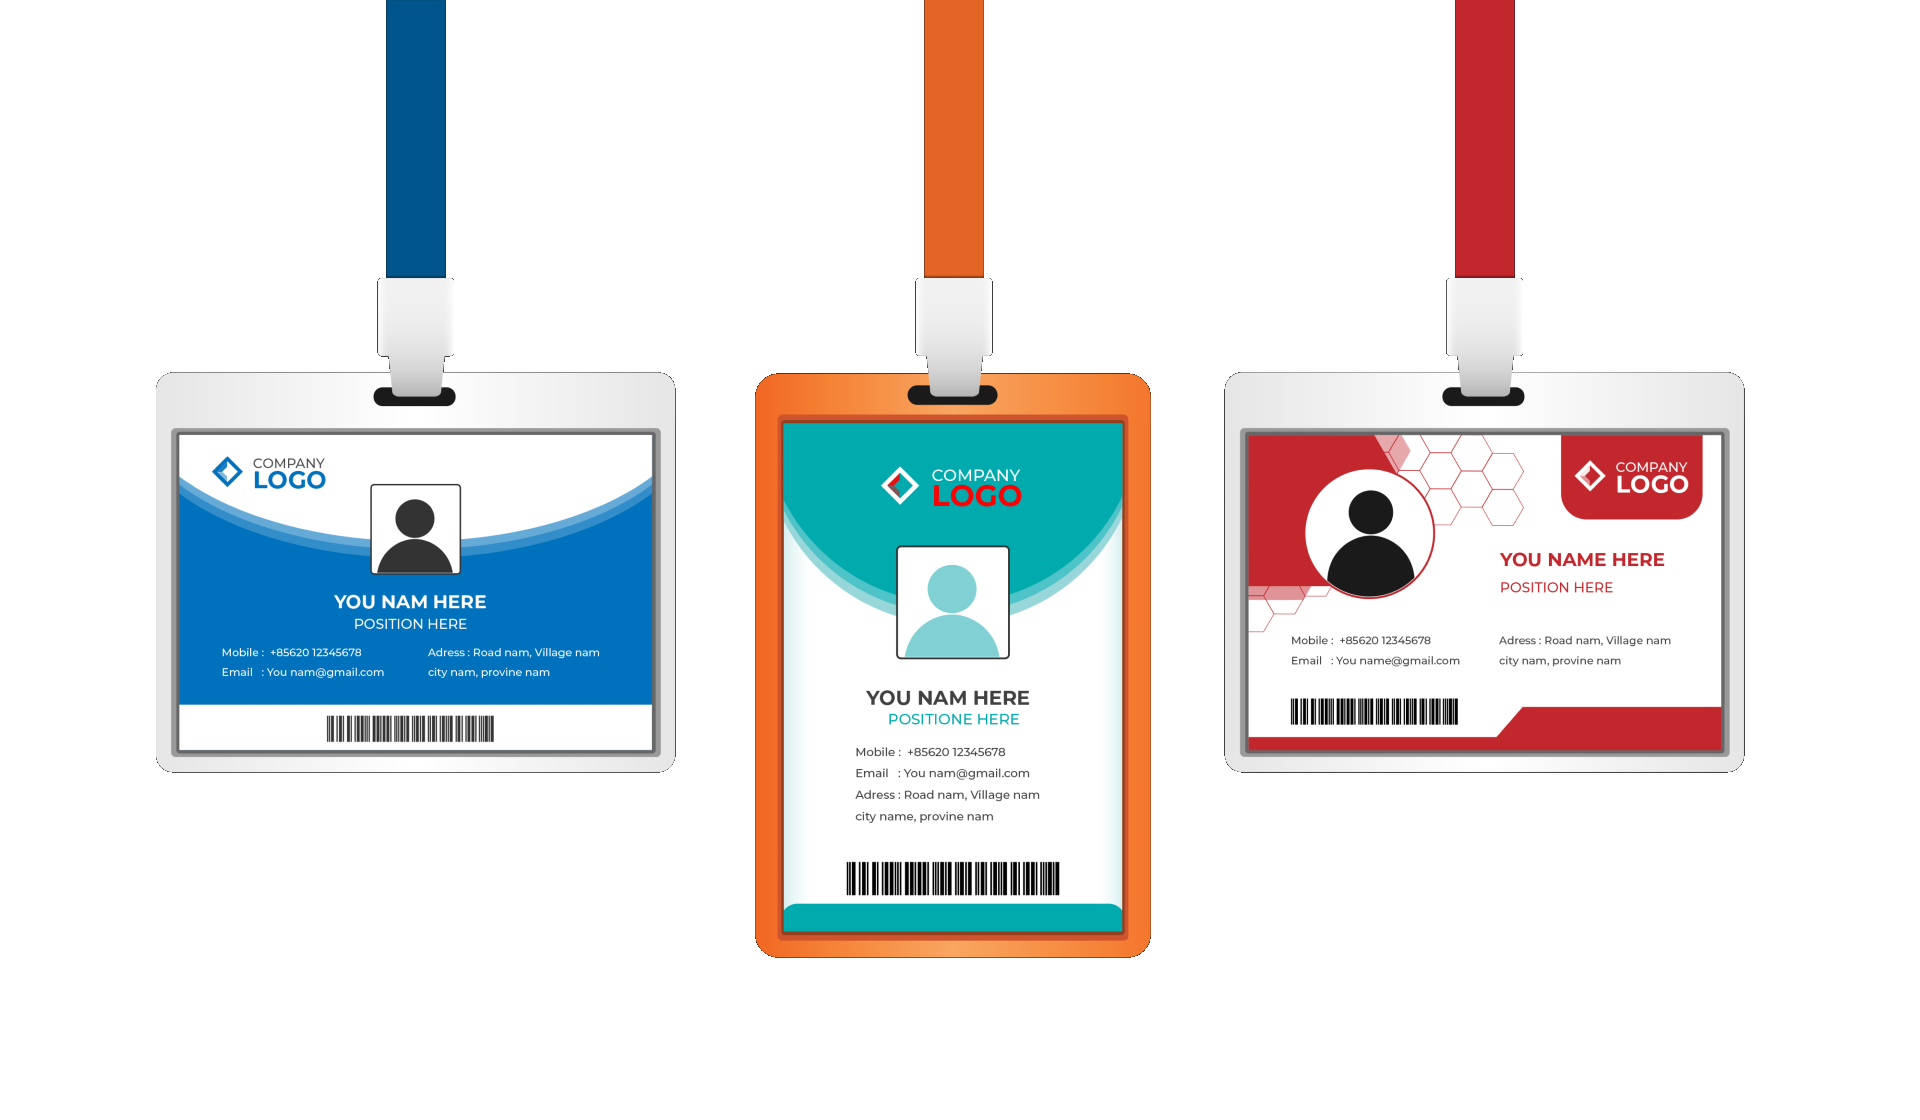 COMPANY
LOGO
YOU NAM HERE
POSITION HERE
Mobile :  +85620 12345678
Email   : You nam@gmail.com
Adress : Road nam, Village nam
city nam, provine nam
COMPANY
LOGO
YOU NAM HERE
POSITIONE HERE
Mobile :  +85620 12345678
Email   : You nam@gmail.com
Adress : Road nam, Village nam
city name, provine nam
COMPANY
LOGO
YOU NAME HERE
POSITION HERE
Mobile :  +85620 12345678
Email   : You name@gmail.com
Adress : Road nam, Village nam
city nam, provine nam